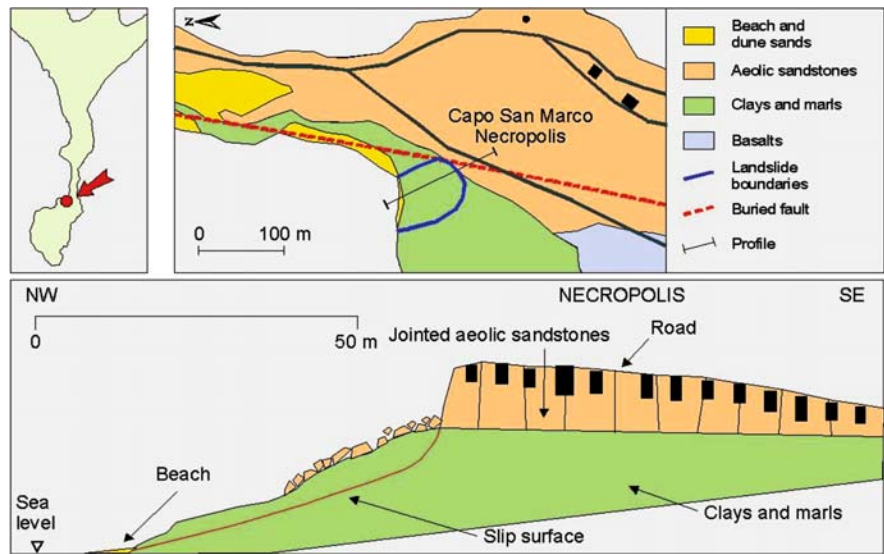 z
Capo San Marco
Necropolis
0
100 m
Beach and
dune sands
Aeolic sandstones
Clays and marls
Basalts
Landslide
boundaries
Buried fault
Profile
NW
NECROPOLIS
SE
0
50 m
Jointed aeolic sandstones
Road
Beach
Sea
level
Slip surface
Clays and marls